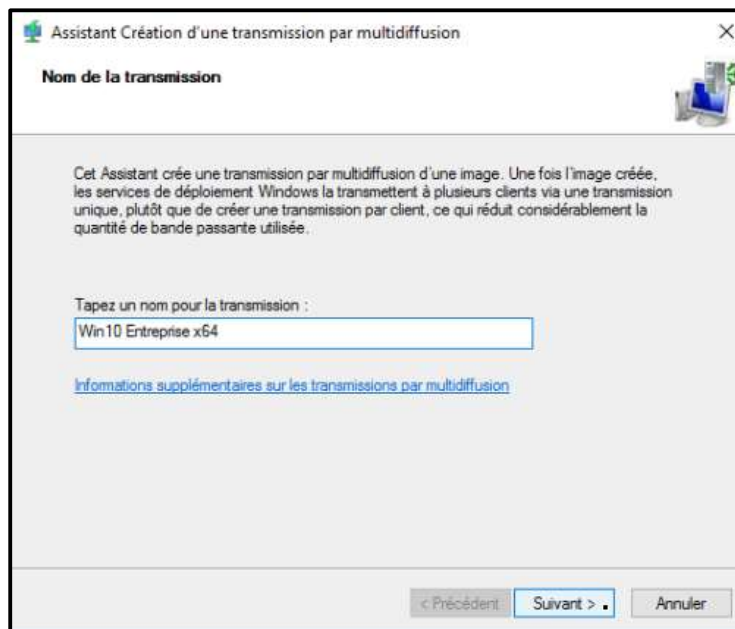 Assistant Création d'une transmission par multidiffusion
Nom de la transmission
Cet Assistant crée une transmission par multidiffusion d'une image. Une fois l'image créée,
les services de déploiement Windows la transmettent à plusieurs clients via une transmission
unique, plutôt que de créer une transmission par client, ce qui réduit considérablement la
quantité de bande passante utilisée.
Tapez un nom pour la transmission :
Win10 Entreprise x64
Informations supplémentaires sur les transmissions par multidiffusion
< Précédent Suivant > Annuler